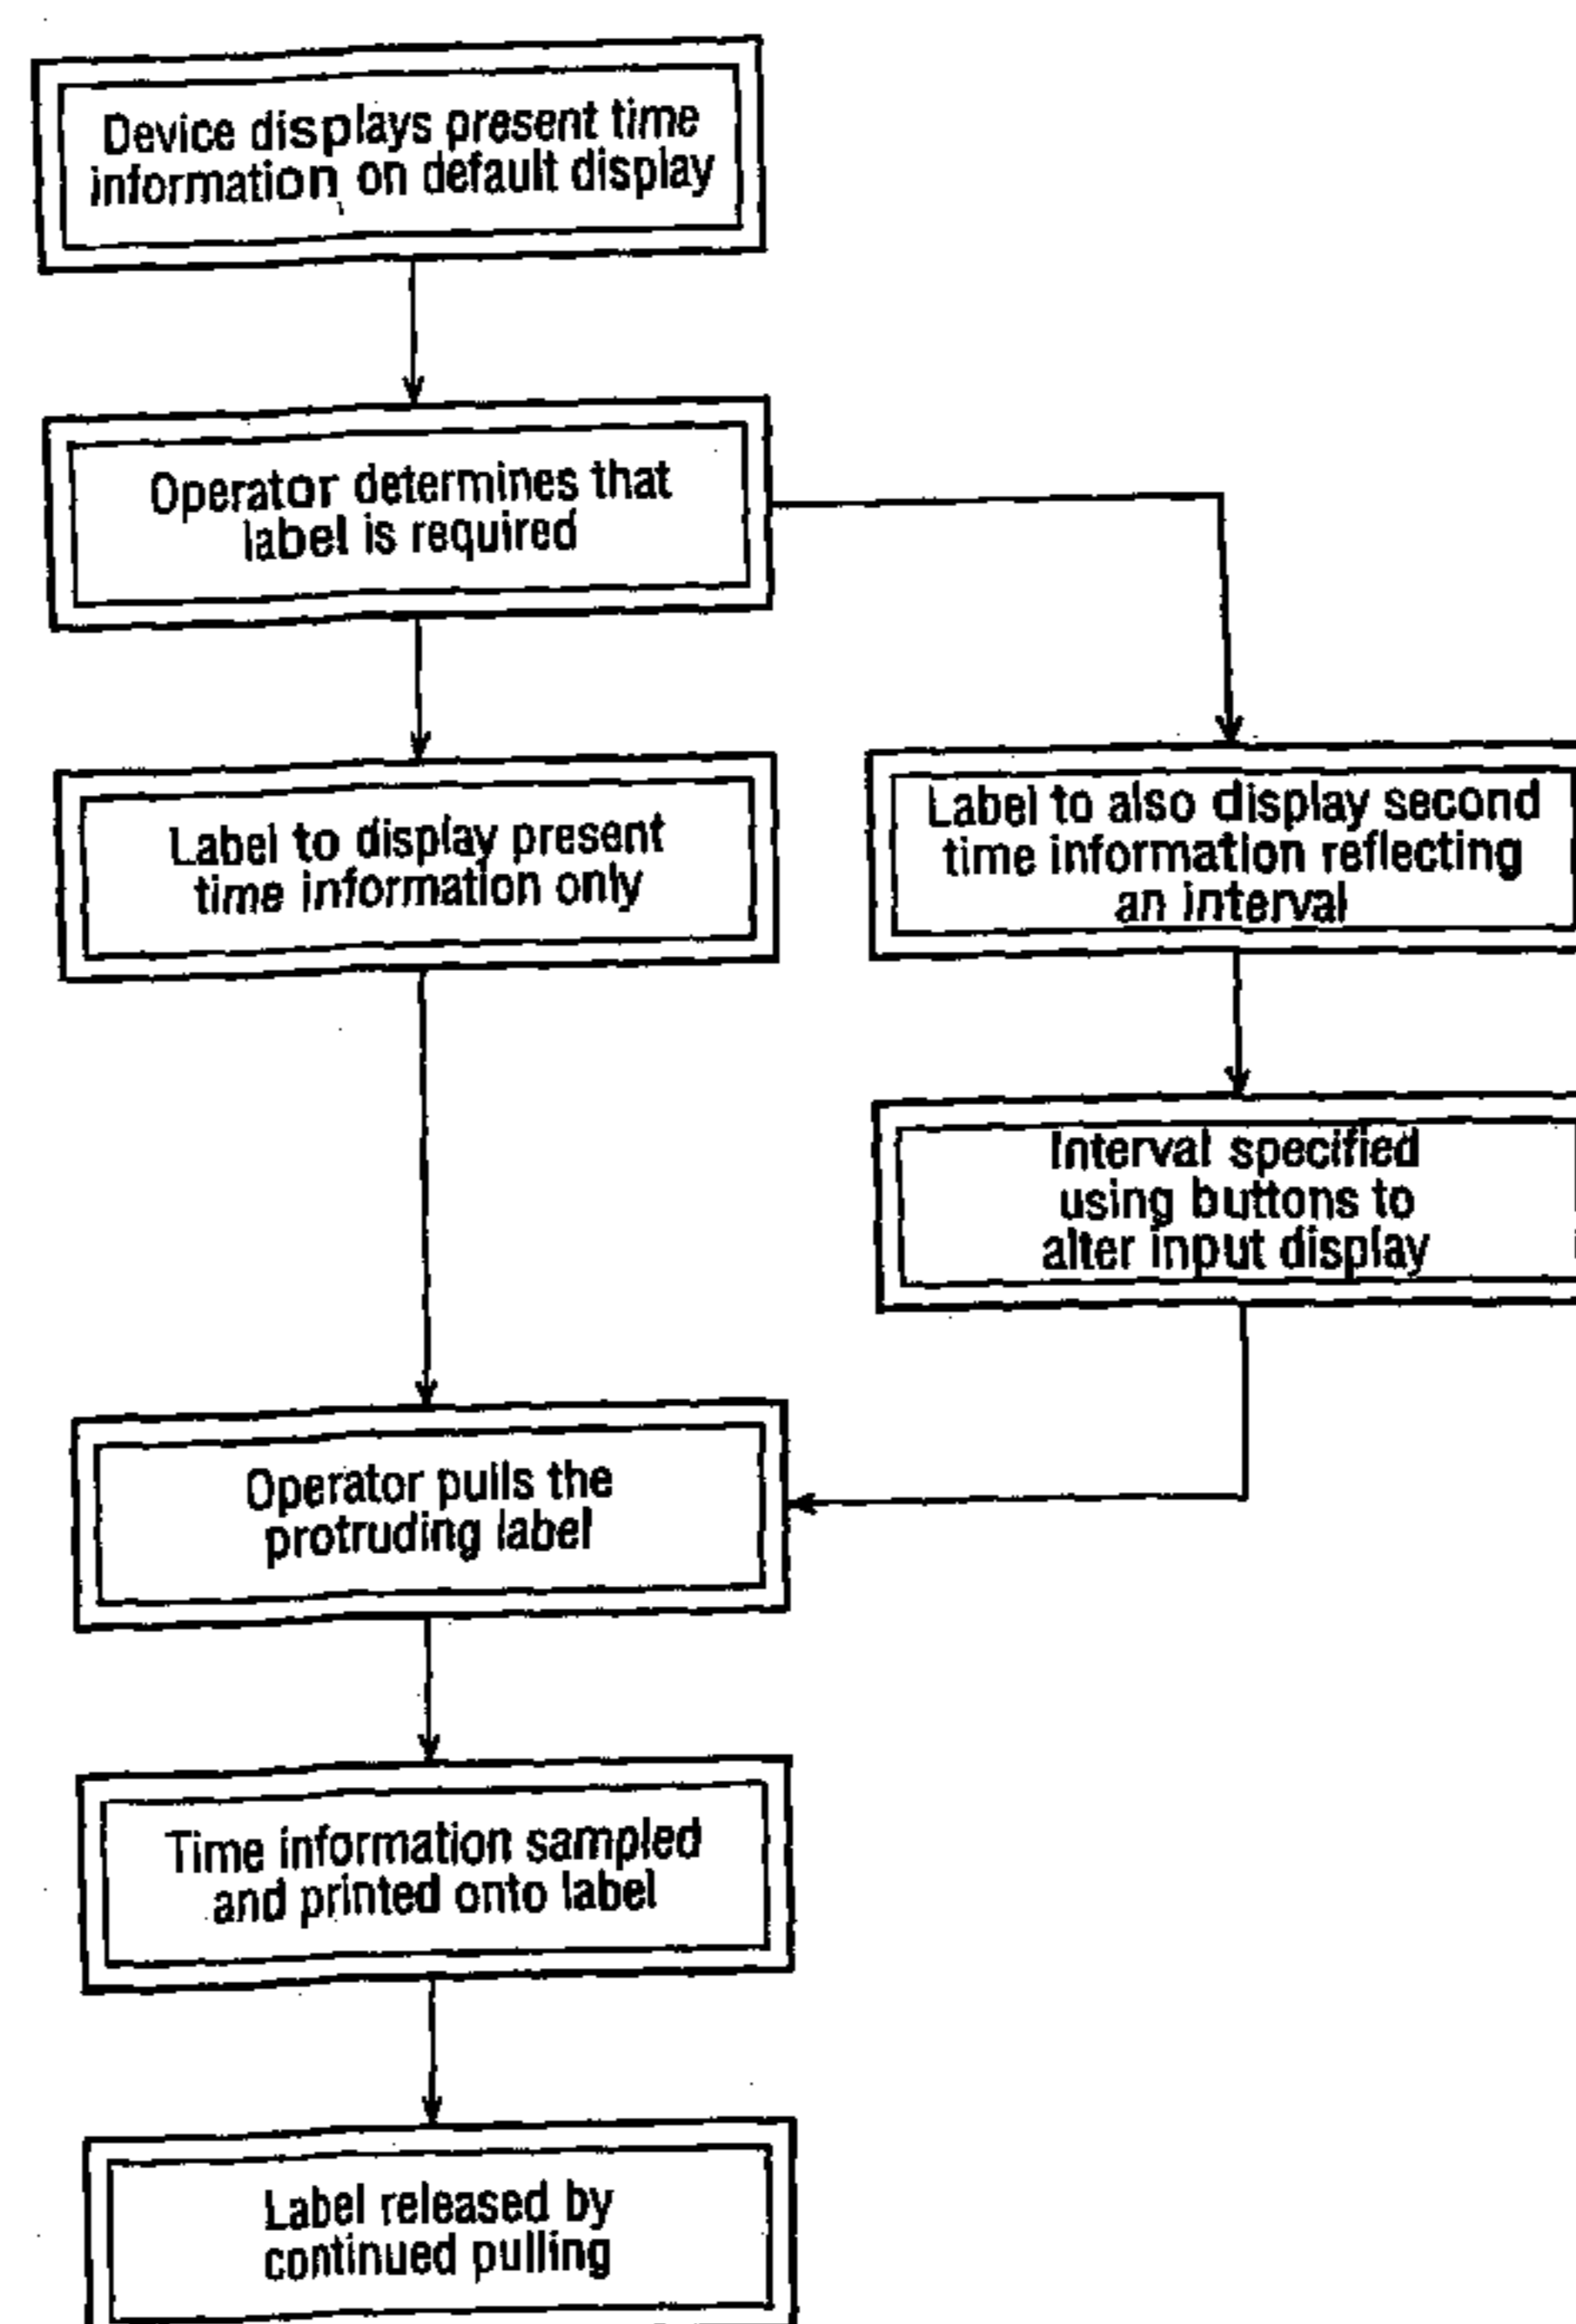 Device displays present time
information on default display
Operator determines that
label is required
Label to display present
time information only
Label to also display second
time information reflecting
an interval
Interval specified
using buttons to
alter input display
Operator pulls the
protruding label
Time information sampled
and printed onto label
Label released by
continued pulling